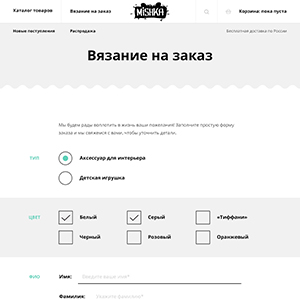 Каталог товаров Вязание на заказ MiSHKA Корзина: пока пуста
Новые поступления Распродажа Бесплатная доставка по России
Вязание на заказ
Мы будем рады воплотить в жизнь ваши пожелания! Заполните простую форму
заказа и мы свяжемся с вами, чтобы уточнить детали.
ТИП Аксессуар для интерьера
Детская игрушка
ЦВЕТ Белый Серый «Тиффани»
Черный Розовый Оранжевый
ФИО Имя: Введите ваше имя*
Фамилия: Укажите фамилию*